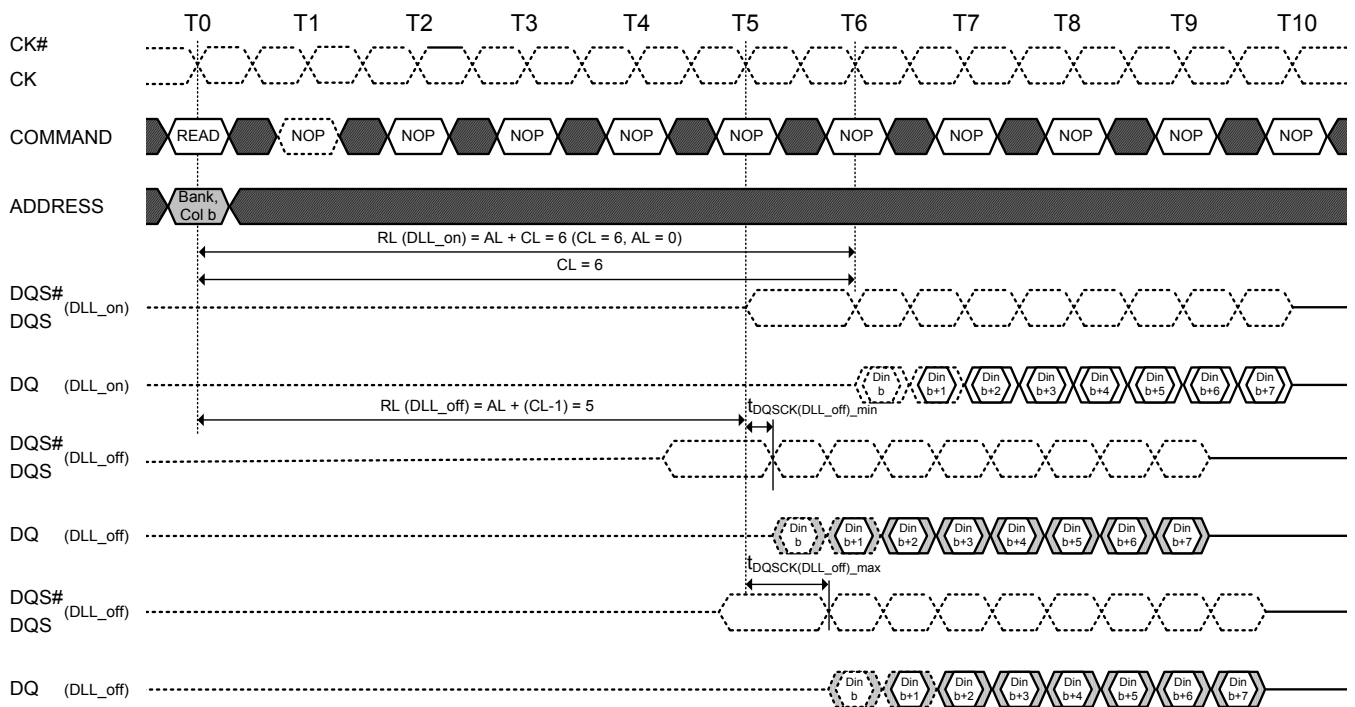 T0 T1 T2 T3 T4 T5 T6 T7 T8 T9 T10
CK#
CK
COMMAND READ NOP NOP NOP NOP NOP NOP NOP NOP NOP NOP
ADDRESS Bank,
Col b
RL (DLL_on) = AL + CL = 6 (CL = 6, AL = 0)
CL = 6
DQS# (DLL_on)
DQS
DQ (DLL_on) Din b Din b+1 Din b+2 Din b+3 Din b+4 Din b+5 Din b+6 Din b+7
RL (DLL_off) = AL + (CL-1) = 5 tDQSCK(DLL_off)_min
DQS# (DLL_off)
DQS
DQ (DLL_off) Din b Din b+1 Din b+2 Din b+3 Din b+4 Din b+5 Din b+6 Din b+7
tDQSCK(DLL_off)_max
DQS# (DLL_off)
DQS
DQ (DLL_off) Din b Din b+1 Din b+2 Din b+3 Din b+4 Din b+5 Din b+6 Din b+7